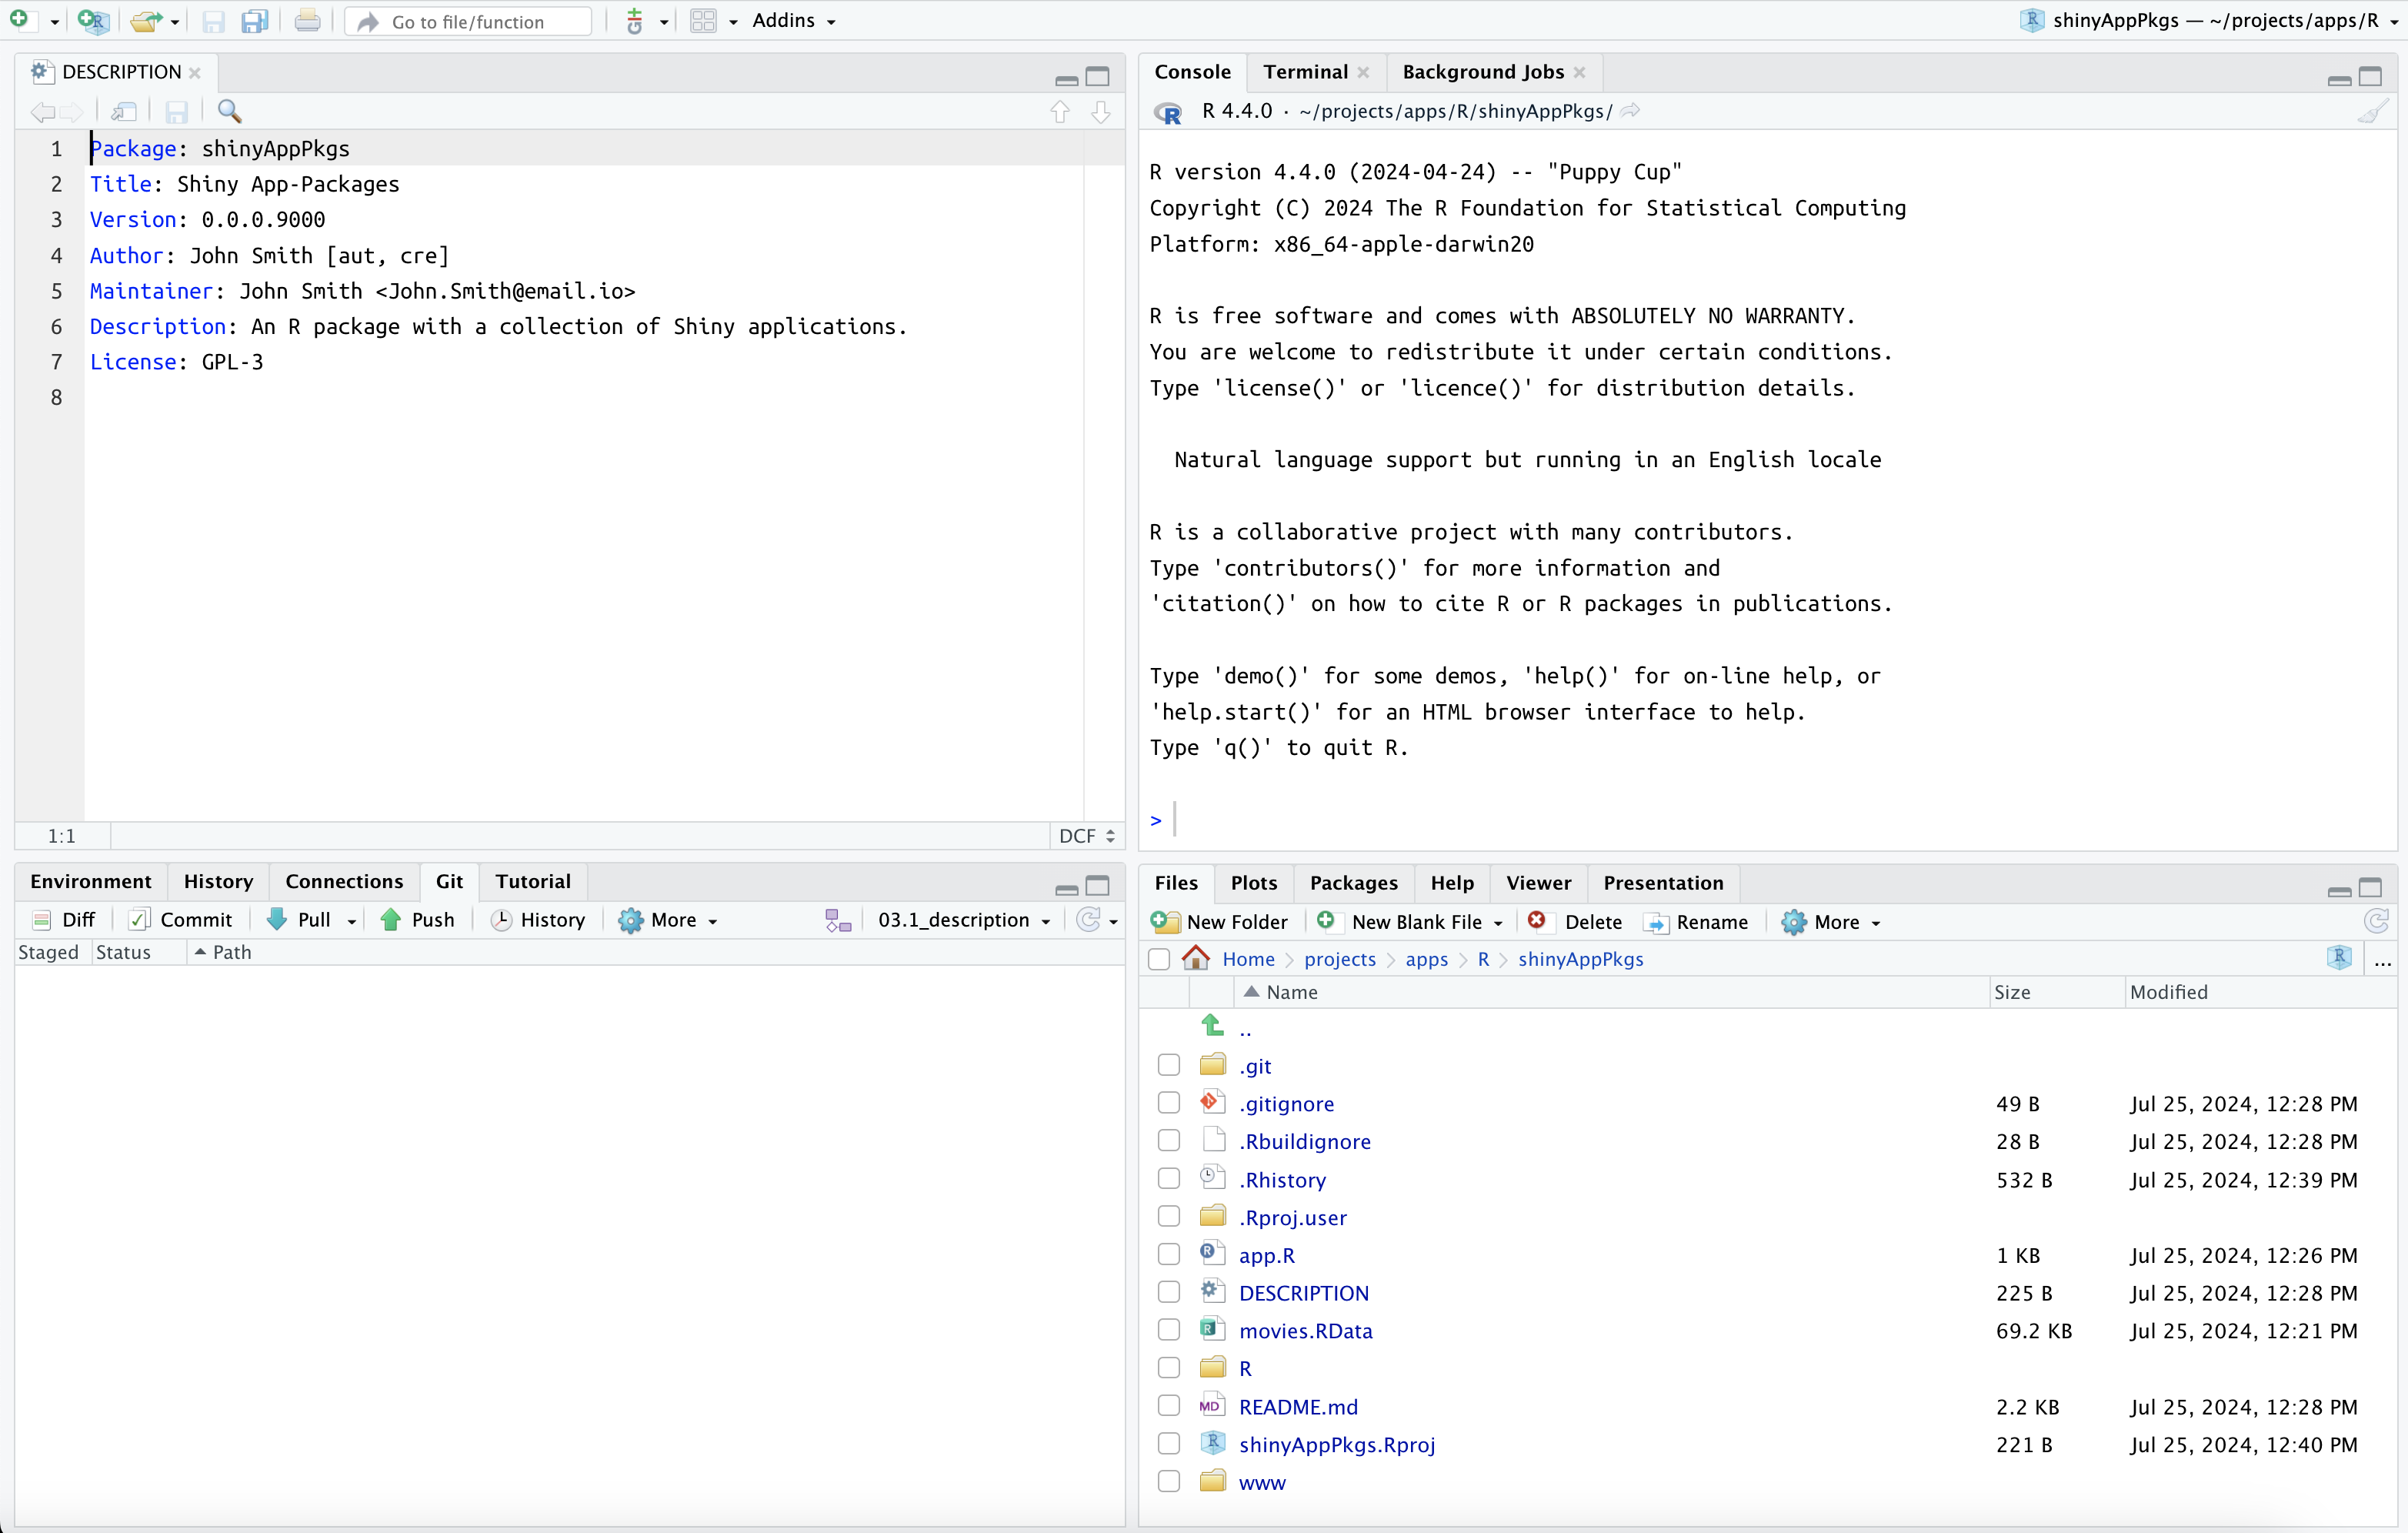 Go to file/function
Addins
shinyAppPkgs — ~/projects/apps/R
DESCRIPTION
1 Package: shinyAppPkgs
2 Title: Shiny App-Packages
3 Version: 0.0.0.9000
4 Author: John Smith [aut, cre]
5 Maintainer: John Smith <John.Smith@email.io>
6 Description: An R package with a collection of Shiny applications.
7 License: GPL-3
8
1:1 DCF
Console Terminal Background Jobs
R 4.4.0 · ~/projects/apps/R/shinyAppPkgs/
R version 4.4.0 (2024-04-24) -- "Puppy Cup"
Copyright (C) 2024 The R Foundation for Statistical Computing
Platform: x86_64-apple-darwin20
R is free software and comes with ABSOLUTELY NO WARRANTY.
You are welcome to redistribute it under certain conditions.
Type 'license()' or 'licence()' for distribution details.
Natural language support but running in an English locale
R is a collaborative project with many contributors.
Type 'contributors()' for more information and
'citation()' on how to cite R or R packages in publications.
Type 'demo()' for some demos, 'help()' for on-line help, or
'help.start()' for an HTML browser interface to help.
Type 'q()' to quit R.
>
Environment History Connections Git Tutorial
Diff Commit Pull Push History More 03.1_description
Staged Status Path
Files Plots Packages Help Viewer Presentation
New Folder New Blank File Delete Rename More
Home projects apps R shinyAppPkgs ...
Name Size Modified
..
.git
.gitignore 49 B Jul 25, 2024, 12:28 PM
.Rbuildignore 28 B Jul 25, 2024, 12:28 PM
.Rhistory 532 B Jul 25, 2024, 12:39 PM
.Rproj.user
app.R 1 KB Jul 25, 2024, 12:26 PM
DESCRIPTION 225 B Jul 25, 2024, 12:28 PM
movies.RData 69.2 KB Jul 25, 2024, 12:21 PM
R
README.md 2.2 KB Jul 25, 2024, 12:28 PM
shinyAppPkgs.Rproj 221 B Jul 25, 2024, 12:40 PM
www